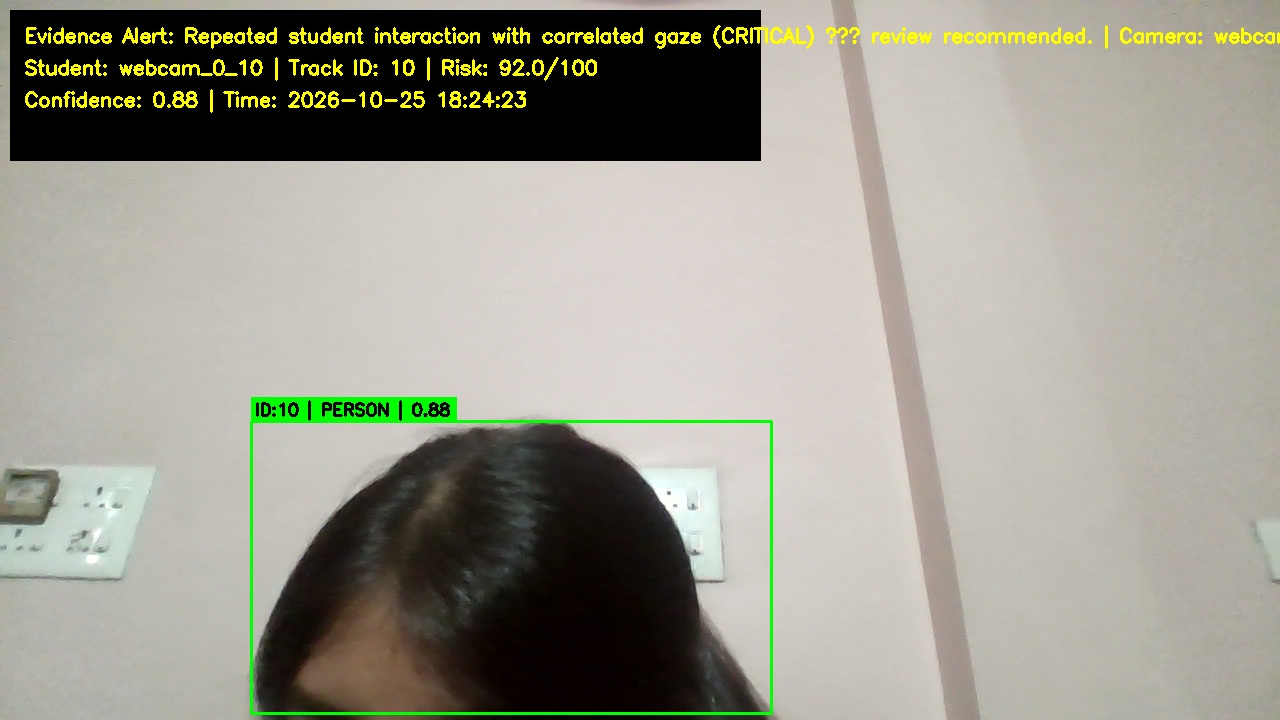 Evidence Alert: Repeated student interaction with correlated gaze (CRITICAL) ??? review recommended. | Camera: webcam
Student: webcam_0_10 | Track ID: 10 | Risk: 92.0/100
Confidence: 0.88 | Time: 2026-10-25 18:24:23
ID:10 | PERSON | 0.88